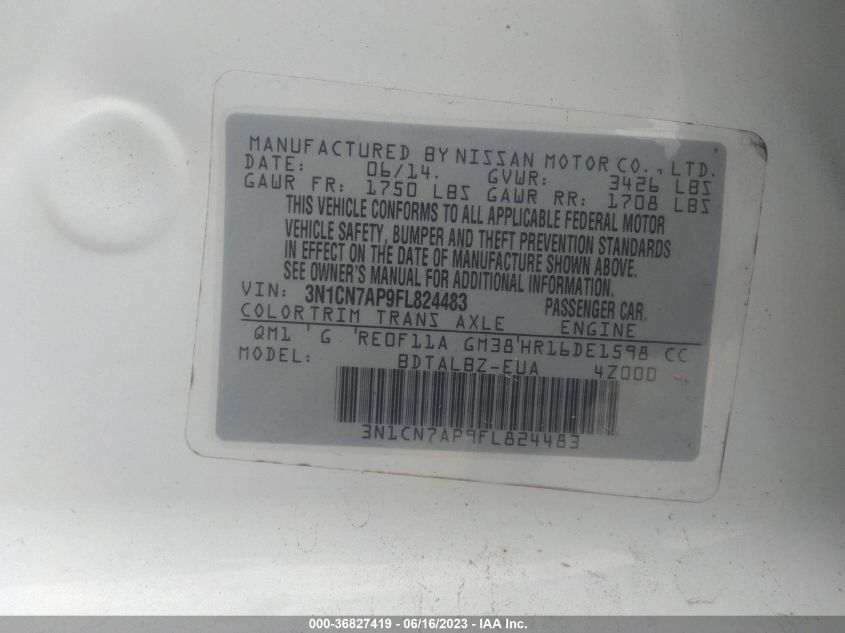 MANUFACTURED BY NISSAN MOTOR CO., LTD.
DATE: 06/14. GVWR: 3426 LBS
GAWR FR: 1750 LBS GAWR RR: 1708 LBS
THIS VEHICLE CONFORMS TO ALL APPLICABLE FEDERAL MOTOR
VEHICLE SAFETY, BUMPER AND THEFT PREVENTION STANDARDS
IN EFFECT ON THE DATE OF MANUFACTURE SHOWN ABOVE.
SEE OWNER'S MANUAL FOR ADDITIONAL INFORMATION.
VIN: 3N1CN7AP9FL824483 PASSENGER CAR.
COLOR TRIM TRANS AXLE ENGINE
QM1 ' G 'RE0F11A GM38'HR16DE1598 CC
MODEL: BDTALBZ-EUA 4Z000
3N1CN7AP9FL824483
000-36827419 - 06/16/2023 - IAA Inc.